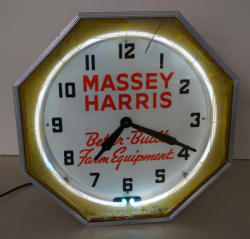 12
11 1
MASSEY
10 2
HARRIS
9 3
Better-Built
Farm Equipment
8 4
7 5
6